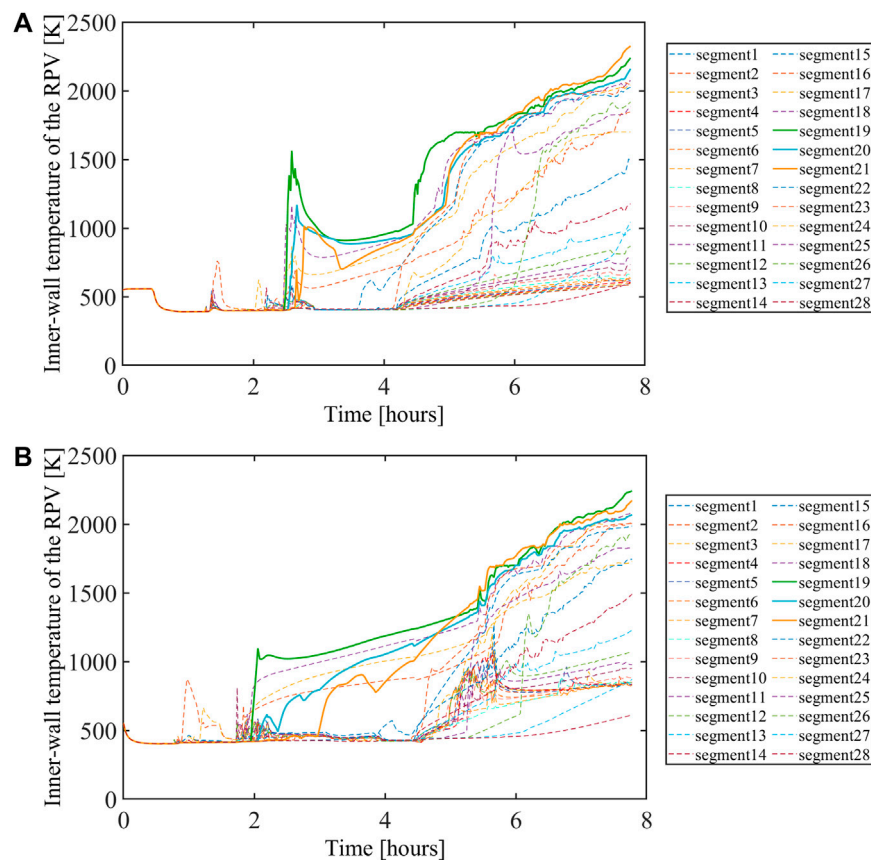 A
Inner-wall temperature of the RPV [K]
2500
2000
1500
1000
500
0
0 2 4 6 8
Time [hours]
segment1 segment15
segment2 segment16
segment3 segment17
segment4 segment18
segment5 segment19
segment6 segment20
segment7 segment21
segment8 segment22
segment9 segment23
segment10 segment24
segment11 segment25
segment12 segment26
segment13 segment27
segment14 segment28
B
Inner-wall temperature of the RPV [K]
2500
2000
1500
1000
500
0
0 2 4 6 8
Time [hours]
segment1 segment15
segment2 segment16
segment3 segment17
segment4 segment18
segment5 segment19
segment6 segment20
segment7 segment21
segment8 segment22
segment9 segment23
segment10 segment24
segment11 segment25
segment12 segment26
segment13 segment27
segment14 segment28